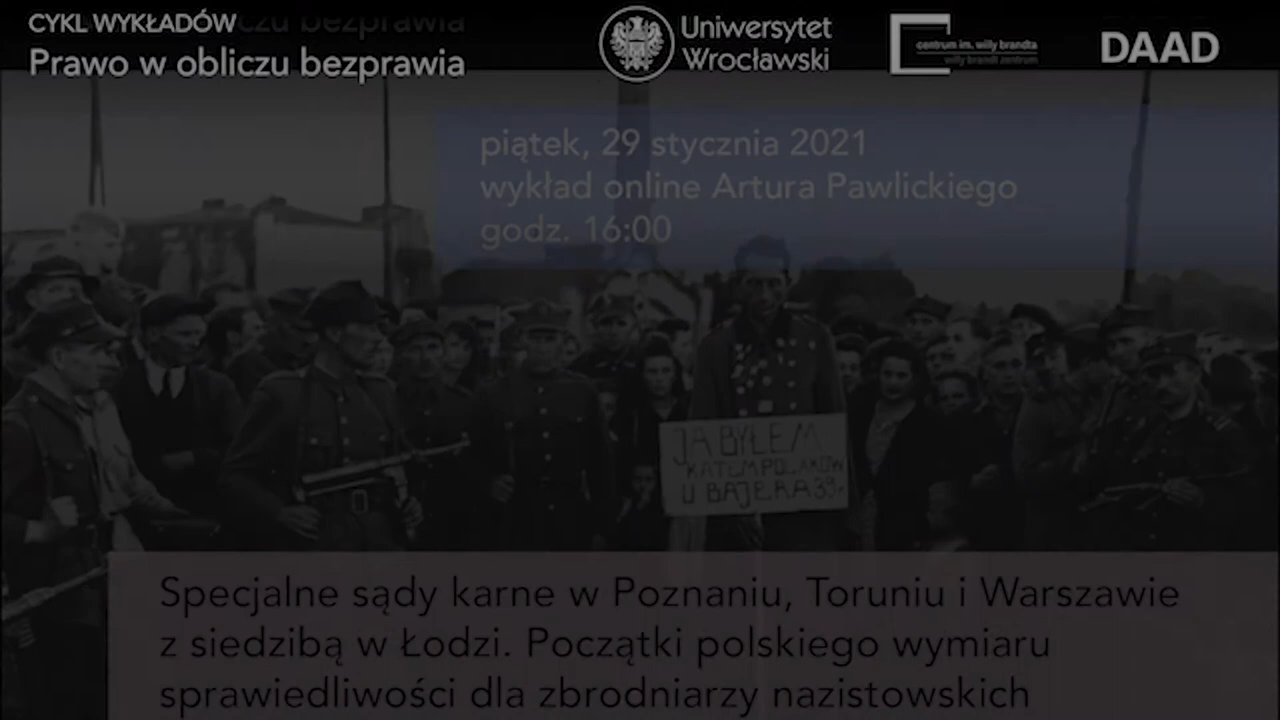 CYKL WYKŁADÓW
Prawo w obliczu bezprawia
Uniwersytet
Wrocławski
centrum im. willy brandta
willy brandt zentrum
DAAD
piątek, 29 stycznia 2021
wykład online Artura Pawlickiego
godz. 16:00
JA BYŁEM
KATEM POLAKÓW
U BAJERA 39r
Specjalne sądy karne w Poznaniu, Toruniu i Warszawie
z siedzibą w Łodzi. Początki polskiego wymiaru
sprawiedliwości dla zbrodniarzy nazistowskich